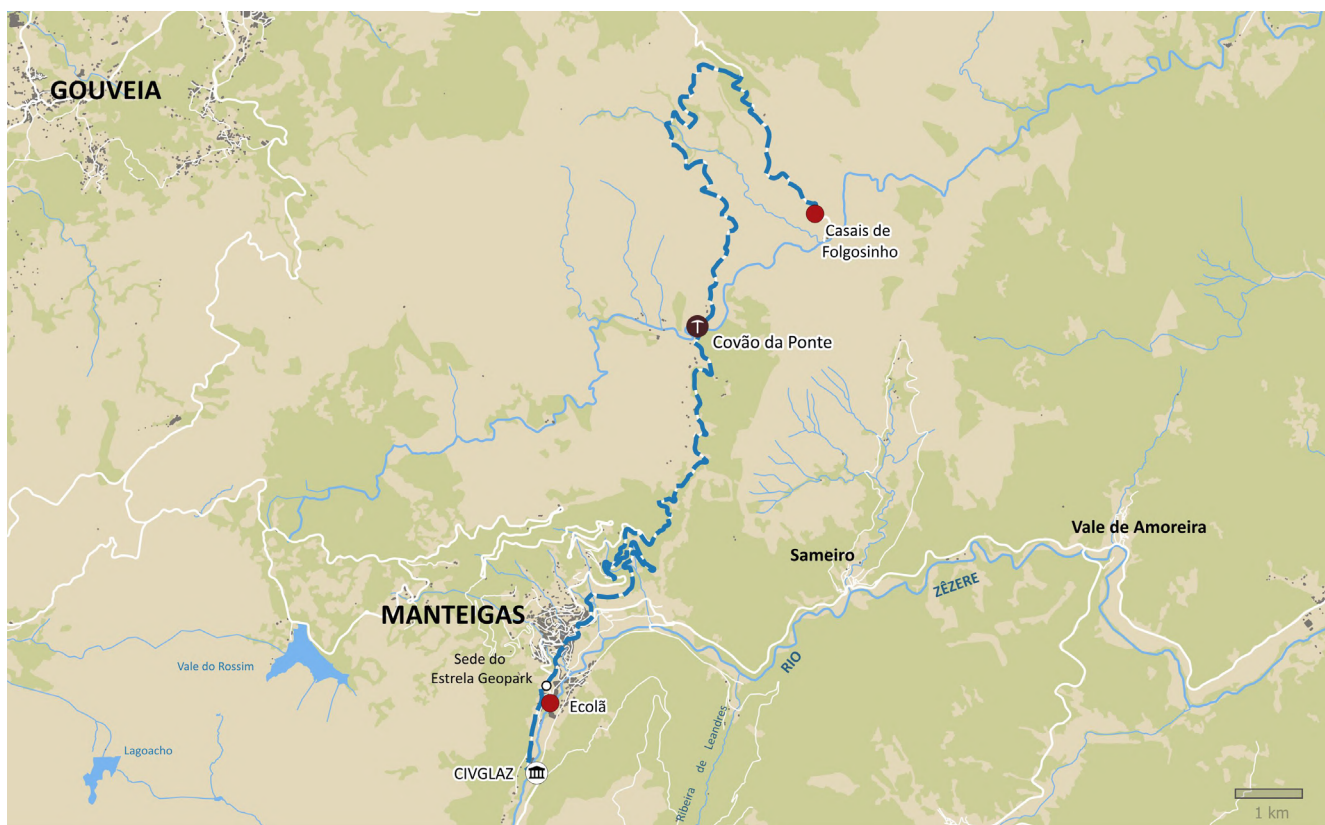 GOUVEIA
Casais de
Folgosinho
Covão da Ponte
Vale de Amoreira
Sameiro
ZÊZERE
RIO
MANTEIGAS
Sede do
Estrela Geopark
Vale do Rossim
Ecolã
Ribeira de Leandres
Lagoacho
CIVGLAZ
1 km